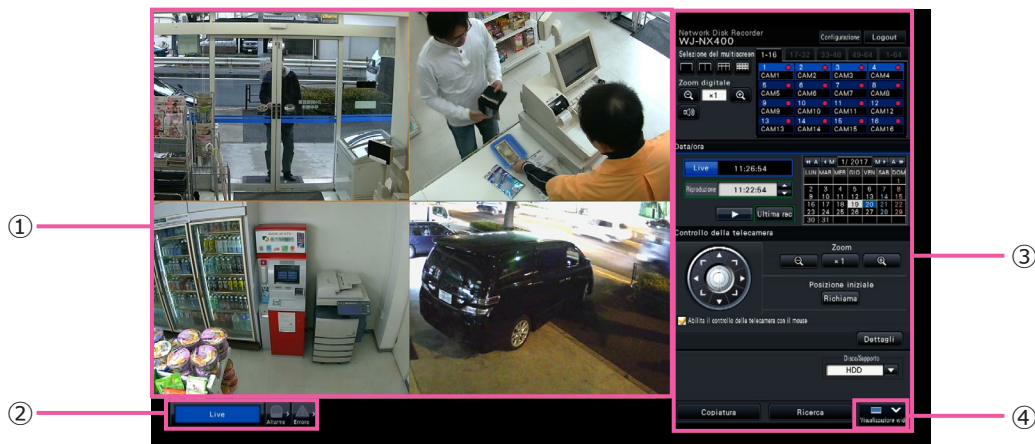 ①
②
③
④
Network Disk Recorder
WJ-NX400
Configurazione
Logout
Selezione del multiscreen
1-16
17-32
33-48
49-64
1-64
Zoom digitale
×1
1 2 3 4
CAM1 CAM2 CAM3 CAM4
5 6 7 8
CAM5 CAM6 CAM7 CAM8
9 10 11 12
CAM9 CAM10 CAM11 CAM12
13 14 15 16
CAM13 CAM14 CAM15 CAM16
Data/ora
Live 11:26:54
Riproduzione 11:22:54
Ultima rec
A M 1/ 2017 M A
LUN MAR MER GIO VEN SAB DOM
1
2 3 4 5 6 7 8
9 10 11 12 13 14 15
16 17 18 19 20 21 22
23 24 25 26 27 28 29
30 31
Controllo della telecamera
Zoom
×1
Posizione iniziale
Richiama
Abilita il controllo della telecamera con il mouse
Dettagli
Disco/Supporto
HDD
Copiatura
Ricerca
Visualizzazione wid
Live
Allarme
Errore